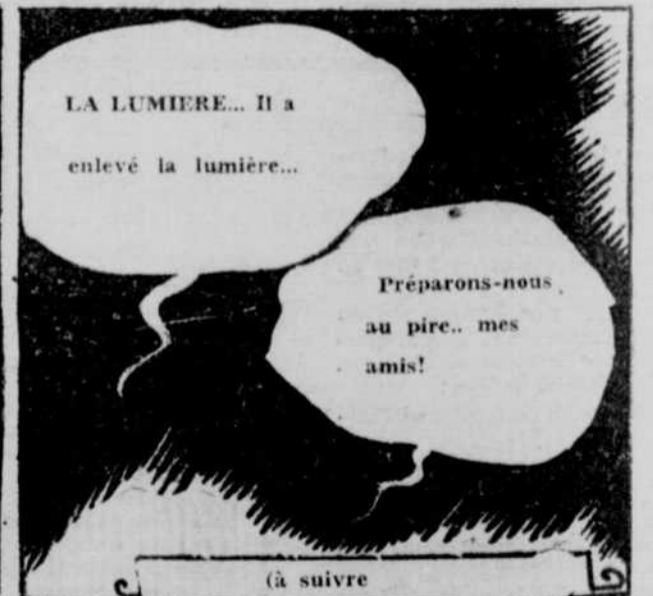 LA LUMIERE... Il a
enlevé la lumière...
Préparons-nous
au pire.. mes
amis!
(à suivre